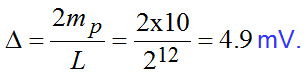 Δ = 2m_p / L = 2x10 / 2^12 = 4.9 mV.